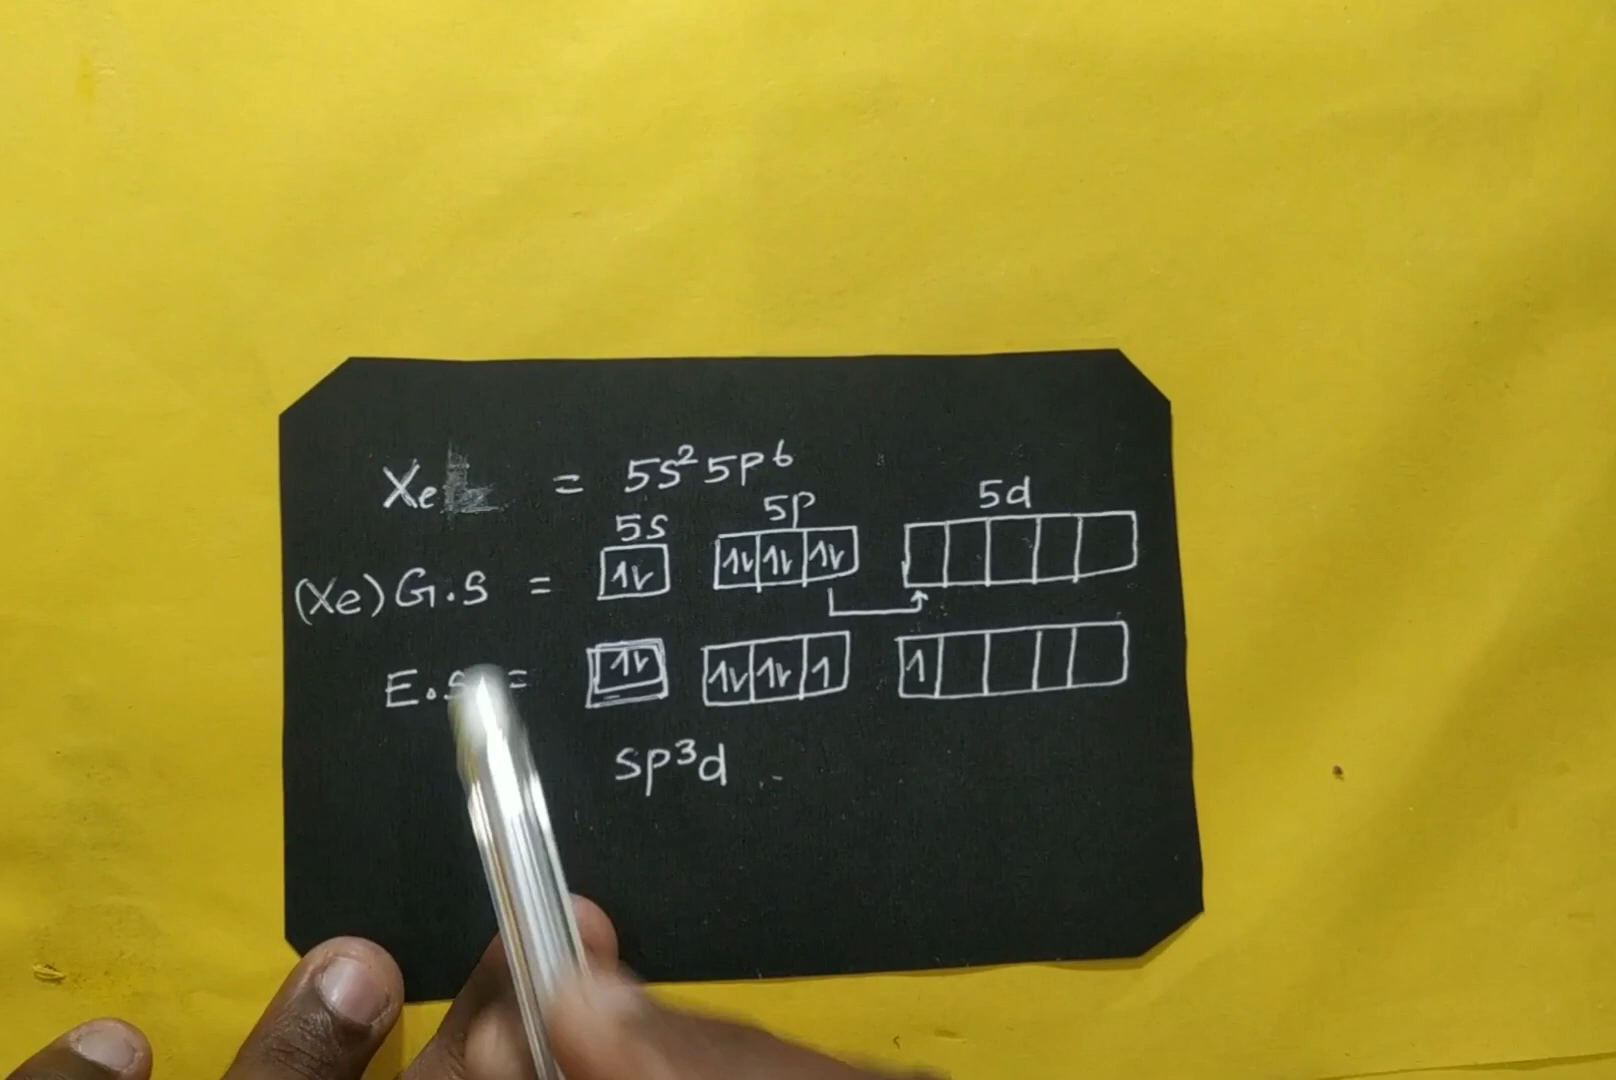 Xe = 5s²5p⁶
5s 5p 5d
(Xe) G.S = 1⇂ 1⇂ 1⇂ 1⇂
E.S = 1⇂ 1⇂ 1⇂ 1 1
sp³d